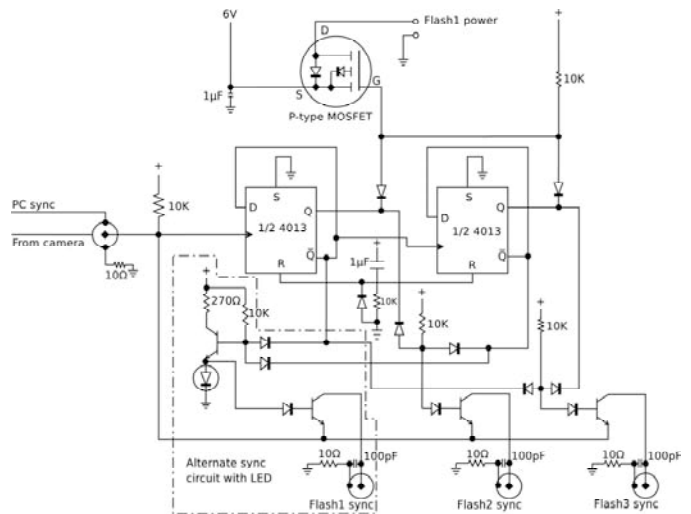 6V
D
Flash1 power
+
S
G
10K
1μF
P-type MOSFET
+
PC sync
10K
From camera
10Ω
S
D
Q
1/2 4013
Q̅
R
S
D
Q
1/2 4013
Q̅
R
+
1μF
10K
+
270Ω
10K
+
10K
+
10K
10Ω
100pF
10Ω
100pF
10Ω
100pF
Alternate sync
circuit with LED
Flash1 sync
Flash2 sync
Flash3 sync